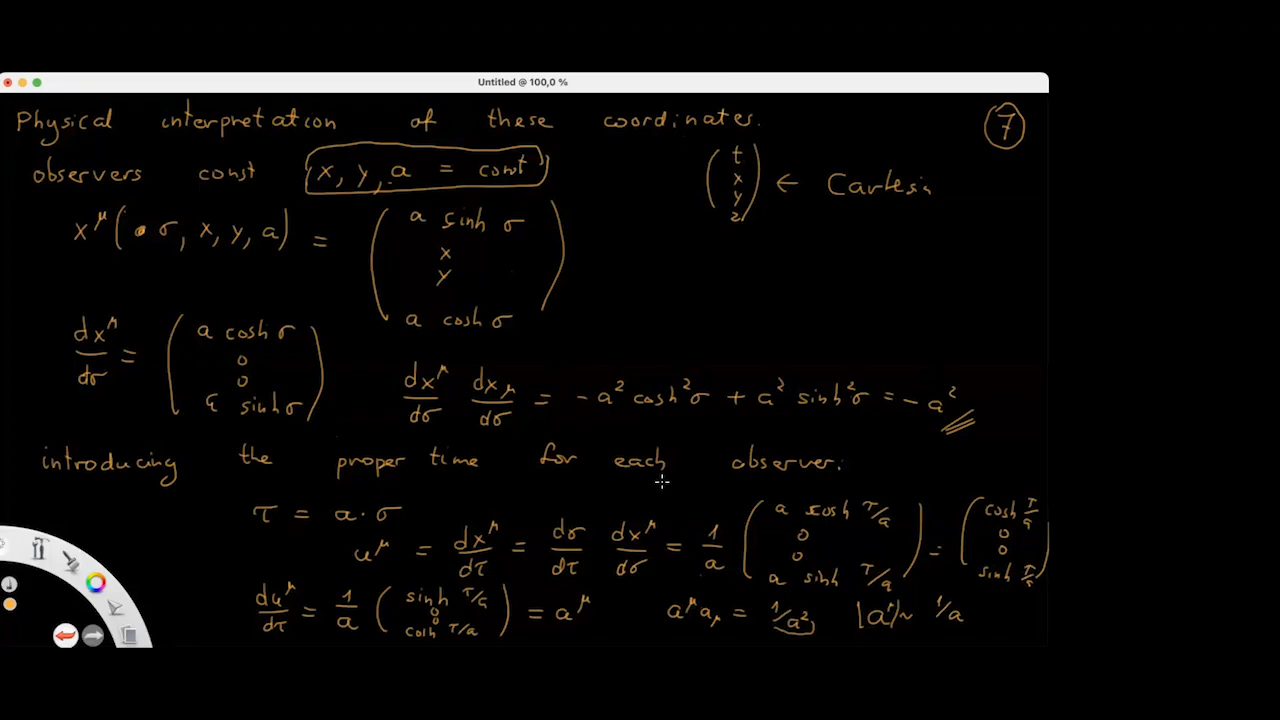 Untitled @ 100,0 %
Physical interpretation of these coordinates. ⑦
observers const x, y, a = const
(t x y z) ← Cartesi
x^μ(σ, x, y, a) = (a sinh σ, x, y, a cosh σ)
dx^μ/dσ = (a cosh σ, 0, 0, a sinh σ)
dx^μ/dσ dx_μ/dσ = - a² cosh²σ + a² sinh²σ = - a²
introducing the proper time for each observer:
τ = a · σ
u^μ = dx^μ/dτ = dσ/dτ dx^μ/dσ = 1/a (a cosh τ/a, 0, 0, a sinh τ/a) = (cosh τ/a, 0, 0, sinh τ/a)
du^μ/dτ = 1/a (sinh τ/a, 0, 0, cosh τ/a) = a^μ
a^μ a_μ = 1/a² |a^μ| ~ 1/a